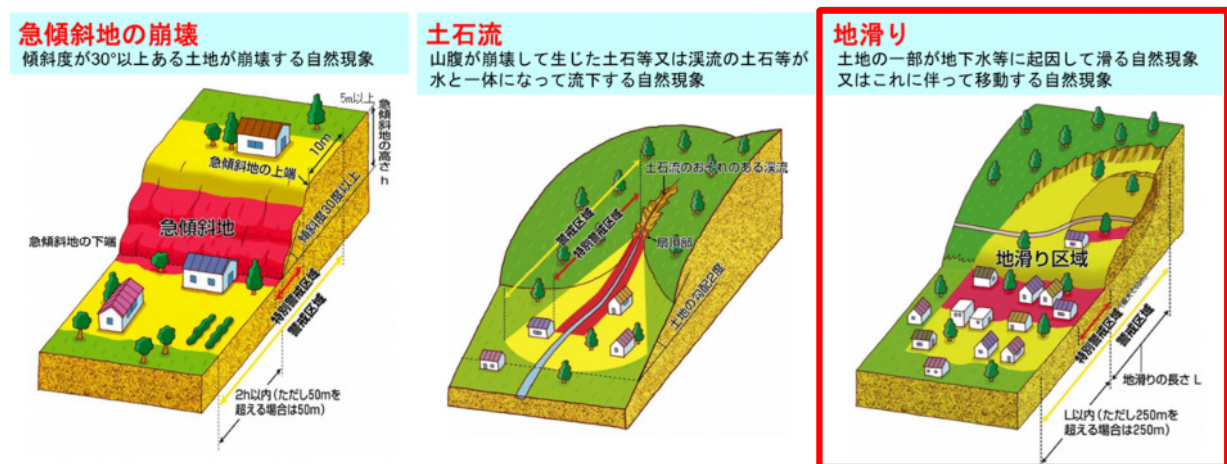 急傾斜地の崩壊
傾斜度が30°以上ある土地が崩壊する自然現象
5m以上
急傾斜地の高さh
10m
急傾斜地の上端
傾斜度30度以上
急傾斜地
急傾斜地の下端
特別警戒区域
警戒区域
2h以内(ただし50mを
超える場合は50m)
土石流
山腹が崩壊して生じた土石等又は渓流の土石等が
水と一体になって流下する自然現象
土石流のおそれのある渓流
警戒区域
特別警戒区域
扇頂部
土地の勾配2度
地滑り
土地の一部が地下水等に起因して滑る自然現象
又はこれに伴って移動する自然現象
地滑り区域
特別警戒区域
警戒区域
地滑りの長さ L
L以内(ただし250mを
超える場合は250m)